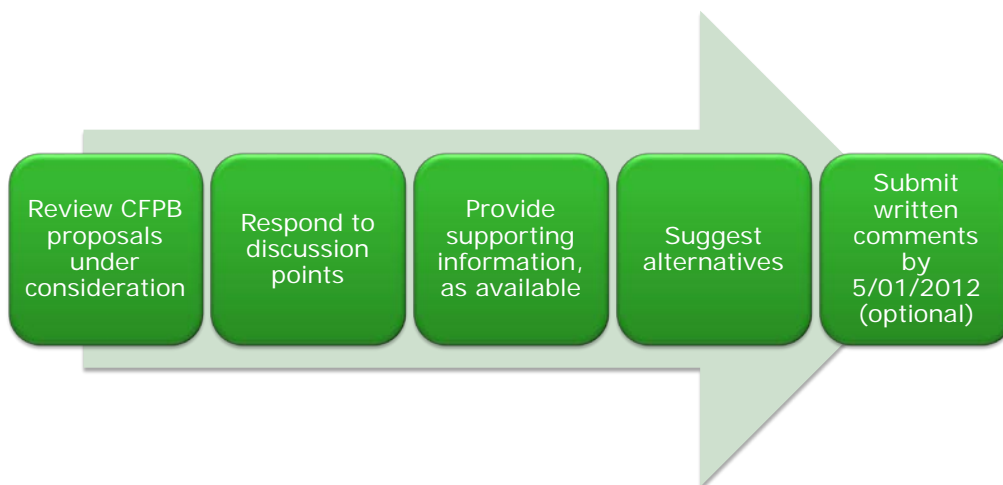 Review CFPB
proposals
under
consideration
Respond to
discussion
points
Provide
supporting
information,
as available
Suggest
alternatives
Submit
written
comments
by
5/01/2012
(optional)